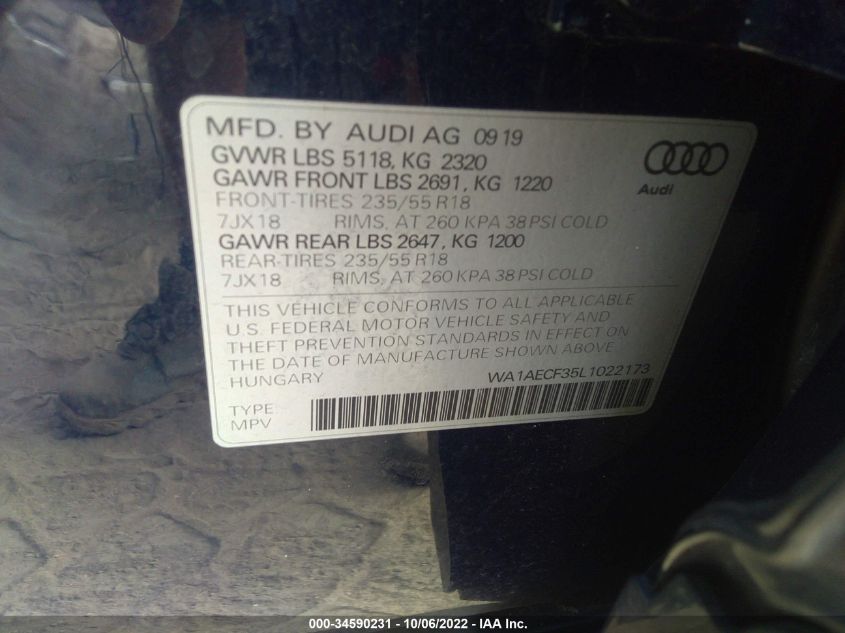 MFD. BY AUDI AG 09 19
GVWR LBS 5118, KG 2320
GAWR FRONT LBS 2691, KG 1220
FRONT-TIRES 235/55 R18
7JX18 RIMS, AT 260 KPA 38 PSI COLD
GAWR REAR LBS 2647, KG 1200
REAR-TIRES 235/55 R18
7JX18 RIMS, AT 260 KPA 38 PSI COLD
Audi
THIS VEHICLE CONFORMS TO ALL APPLICABLE
U.S. FEDERAL MOTOR VEHICLE SAFETY AND
THEFT PREVENTION STANDARDS IN EFFECT ON
THE DATE OF MANUFACTURE SHOWN ABOVE.
HUNGARY WA1AECF35L1022173
TYPE:
MPV
000-34590231 - 10/06/2022 - IAA Inc.